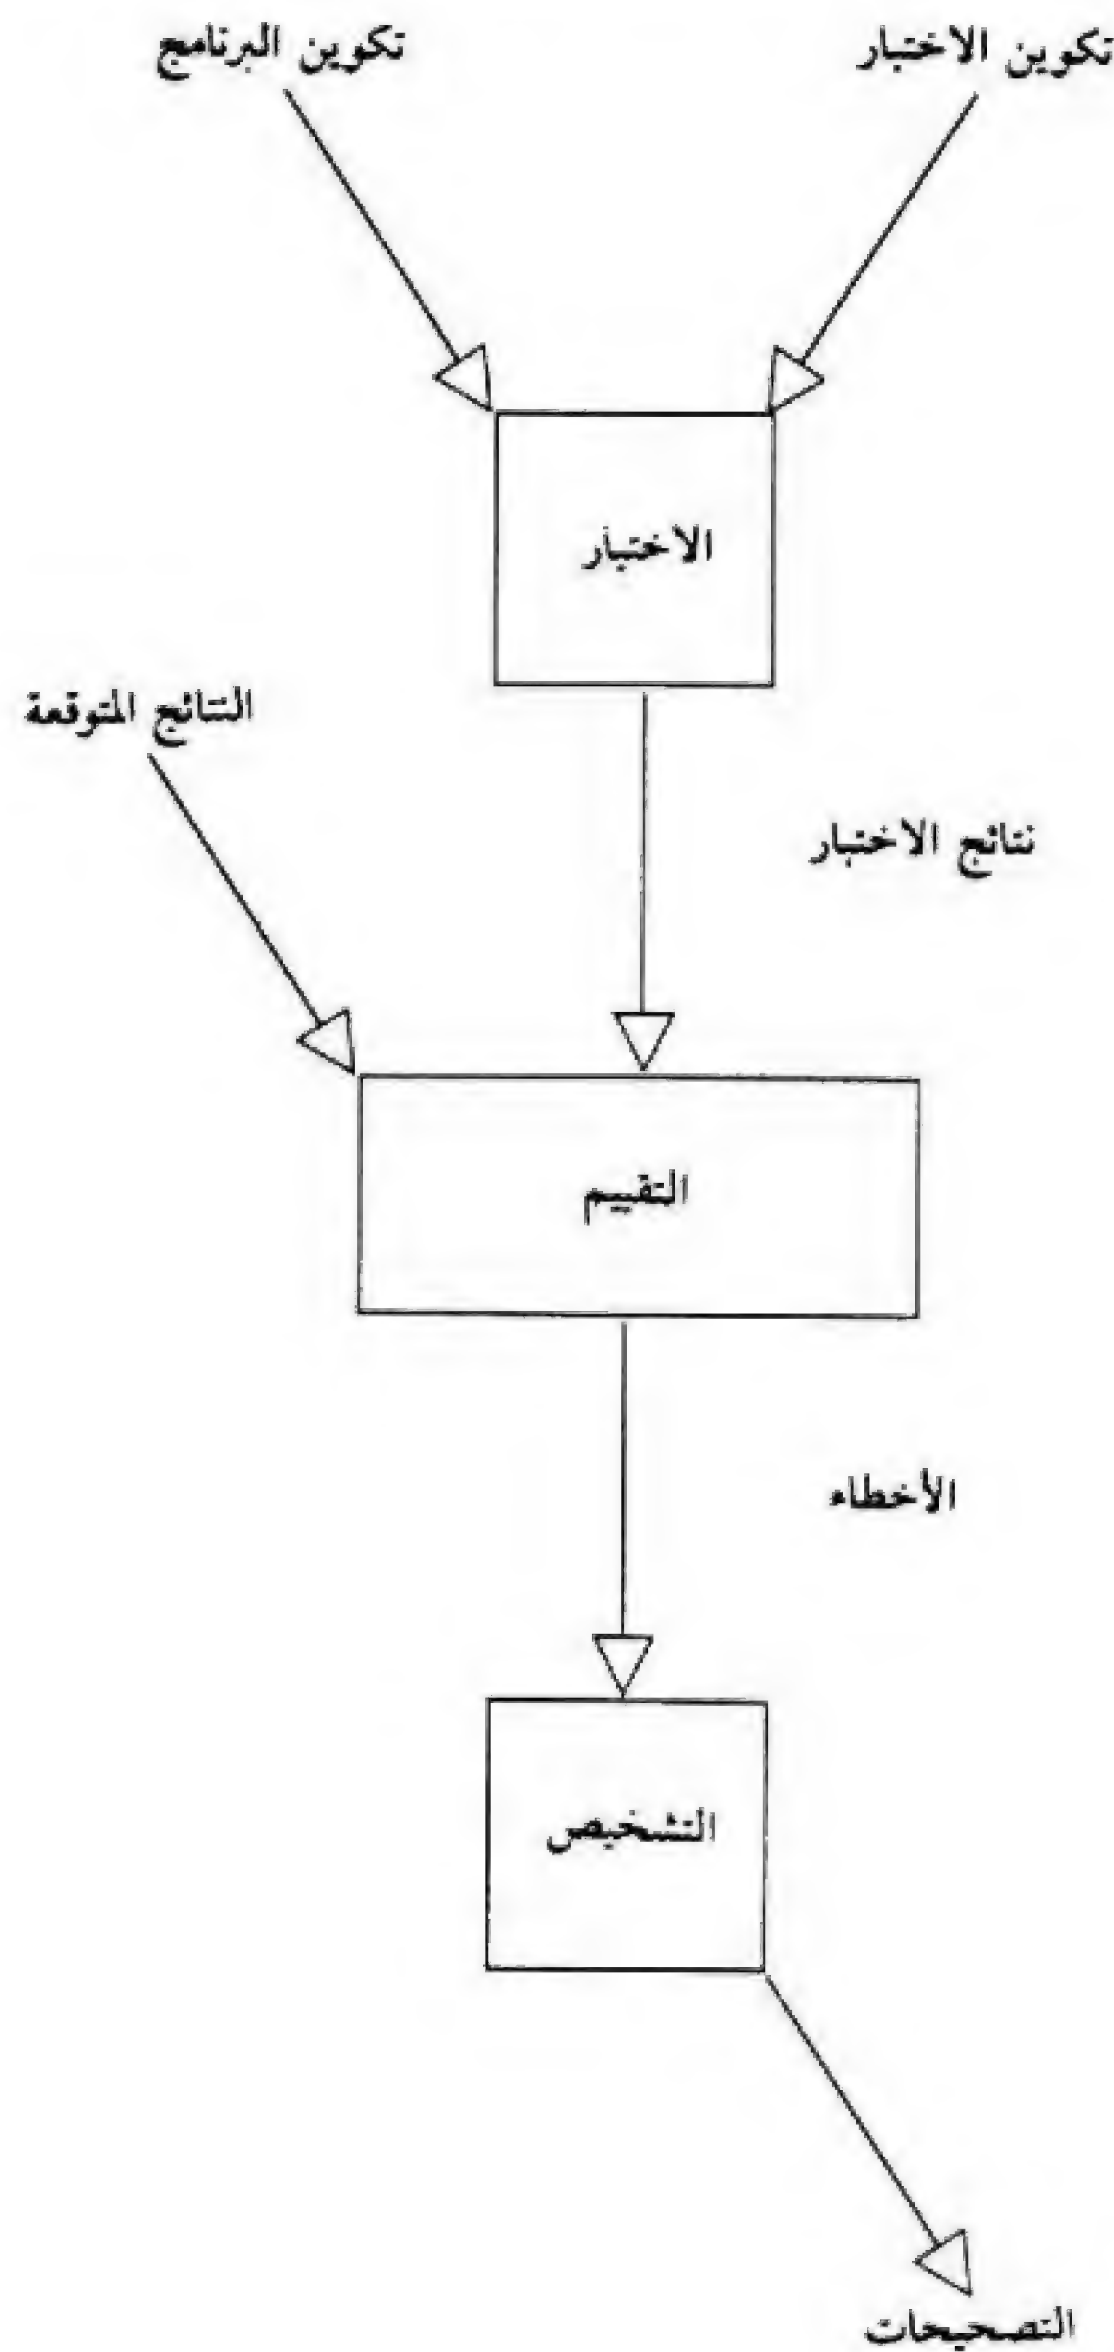 تكوين الاختبار
تكوين البرنامج
الاختبار
النتائج المتوقعة
نتائج الاختبار
التقييم
الأخطاء
التشخيص
التصحيحات